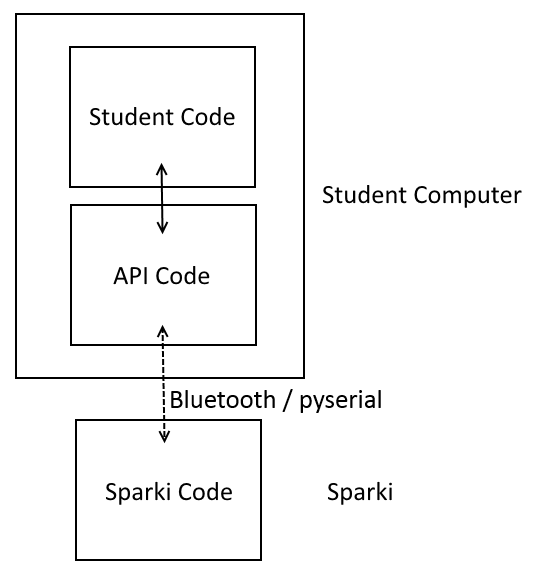 Student Code
Student Computer
API Code
Bluetooth / pyserial
Sparki Code
Sparki